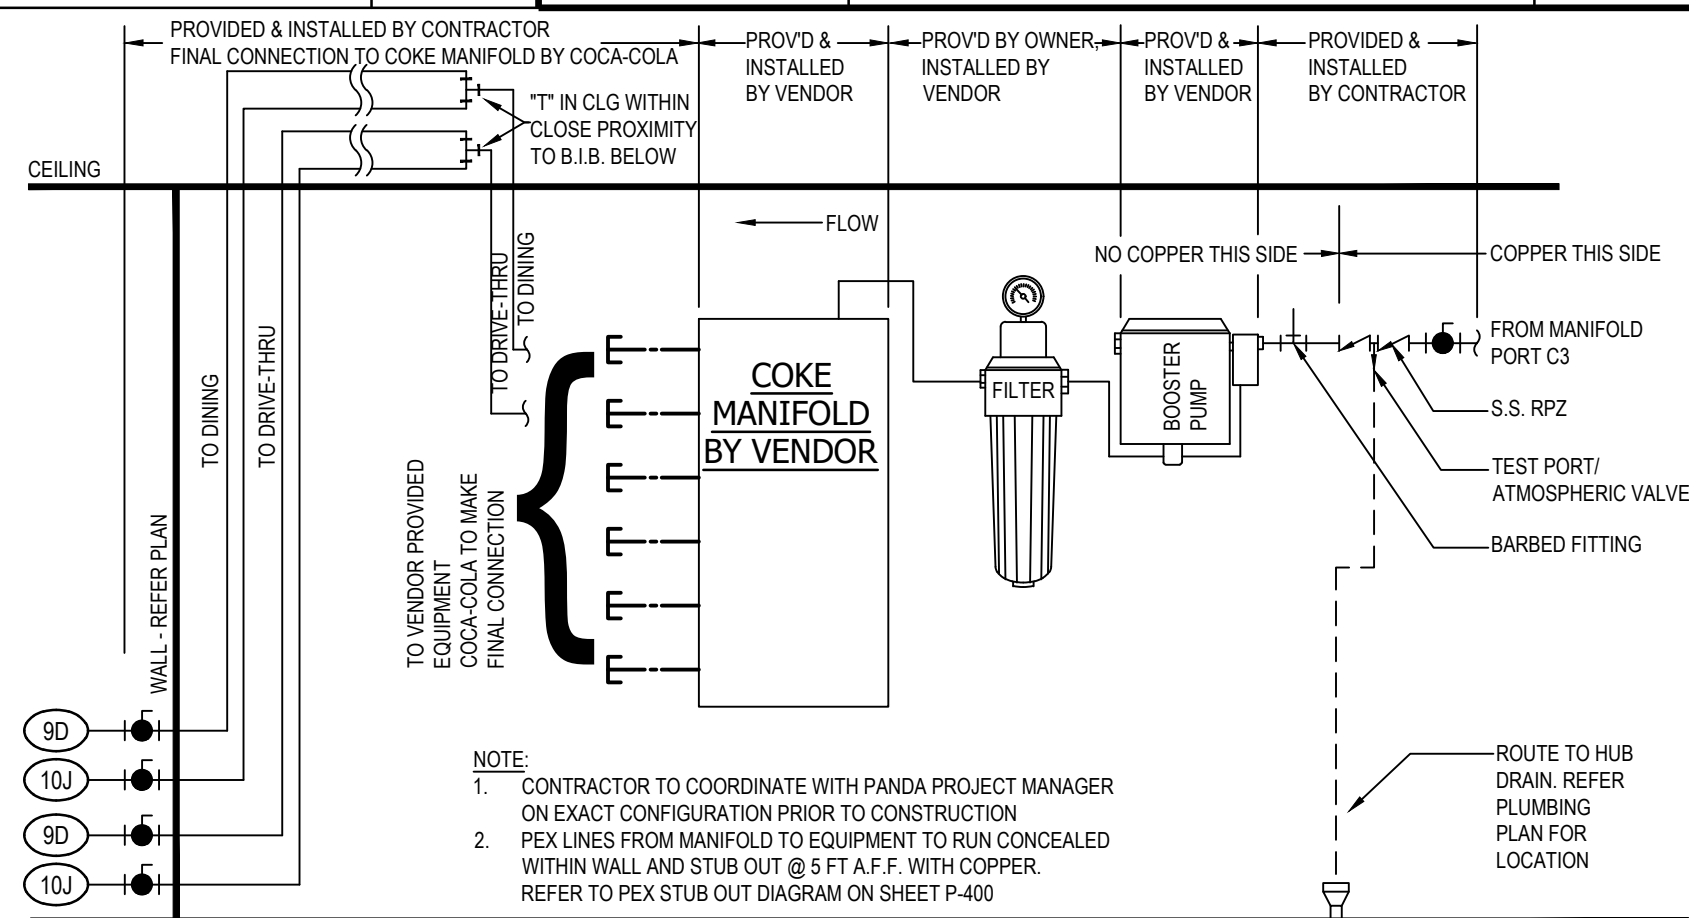 PROVIDED & INSTALLED BY CONTRACTOR
FINAL CONNECTION TO COKE MANIFOLD BY COCA-COLA
PROV'D &
INSTALLED
BY VENDOR
PROV'D BY OWNER,
INSTALLED BY
VENDOR
PROV'D &
INSTALLED
BY VENDOR
PROVIDED &
INSTALLED
BY CONTRACTOR
"T" IN CLG WITHIN
CLOSE PROXIMITY
TO B.I.B. BELOW
CEILING
FLOW
NO COPPER THIS SIDE
COPPER THIS SIDE
TO DRIVE-THRU
TO DINING
TO DINING
TO DRIVE-THRU
WALL - REFER PLAN
TO VENDOR PROVIDED
EQUIPMENT
COCA-COLA TO MAKE
FINAL CONNECTION
COKE
MANIFOLD
BY VENDOR
FILTER
BOOSTER
PUMP
FROM MANIFOLD
PORT C3
S.S. RPZ
TEST PORT/
ATMOSPHERIC VALVE
BARBED FITTING
ROUTE TO HUB
DRAIN. REFER
PLUMBING
PLAN FOR
LOCATION
9D
10J
9D
10J
NOTE:
1. CONTRACTOR TO COORDINATE WITH PANDA PROJECT MANAGER
ON EXACT CONFIGURATION PRIOR TO CONSTRUCTION
2. PEX LINES FROM MANIFOLD TO EQUIPMENT TO RUN CONCEALED
WITHIN WALL AND STUB OUT @ 5 FT A.F.F. WITH COPPER.
REFER TO PEX STUB OUT DIAGRAM ON SHEET P-400